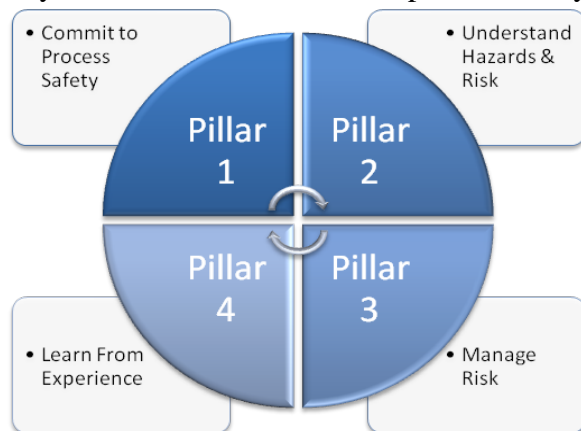 • Commit to
Process
Safety
• Understand
Hazards &
Risk
Pillar
1
Pillar
2
Pillar
4
Pillar
3
• Learn From
Experience
• Manage
Risk